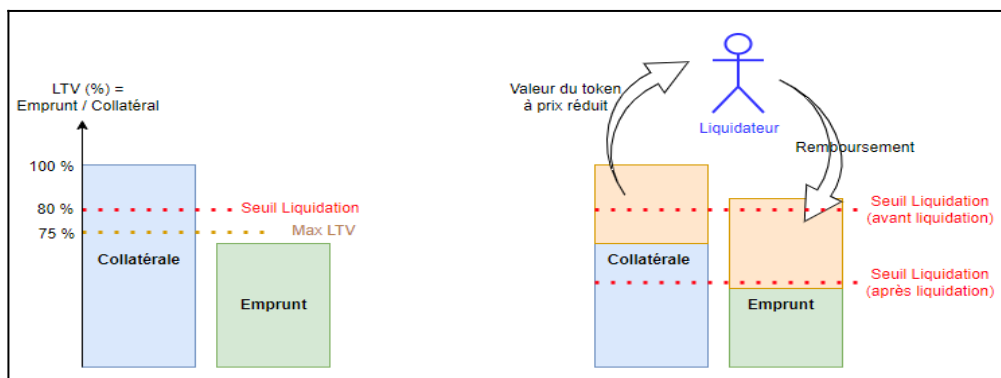 LTV (%) =
Emprunt / Collatéral
100 %
80 %
75 %
Seuil Liquidation
Max LTV
Collatérale
Emprunt
Valeur du token
à prix réduit
Liquidateur
Remboursement
Seuil Liquidation
(avant liquidation)
Collatérale
Seuil Liquidation
(après liquidation)
Emprunt